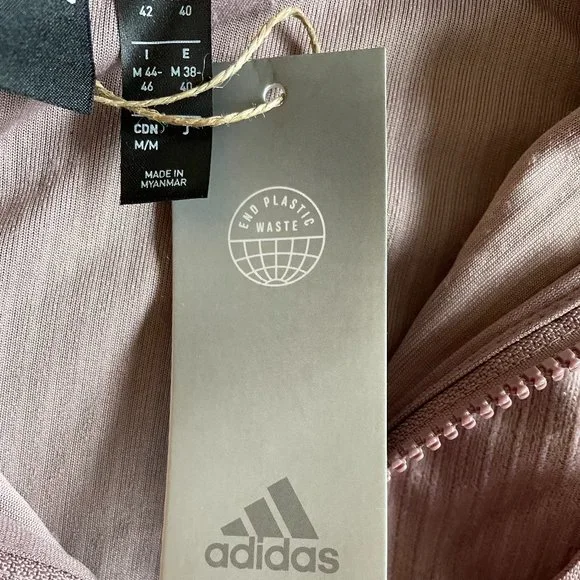 42 40
I E
M 44- M 38-
46 40
CDN J
M/M
MADE IN
MYANMAR
END PLASTIC
WASTE
adidas